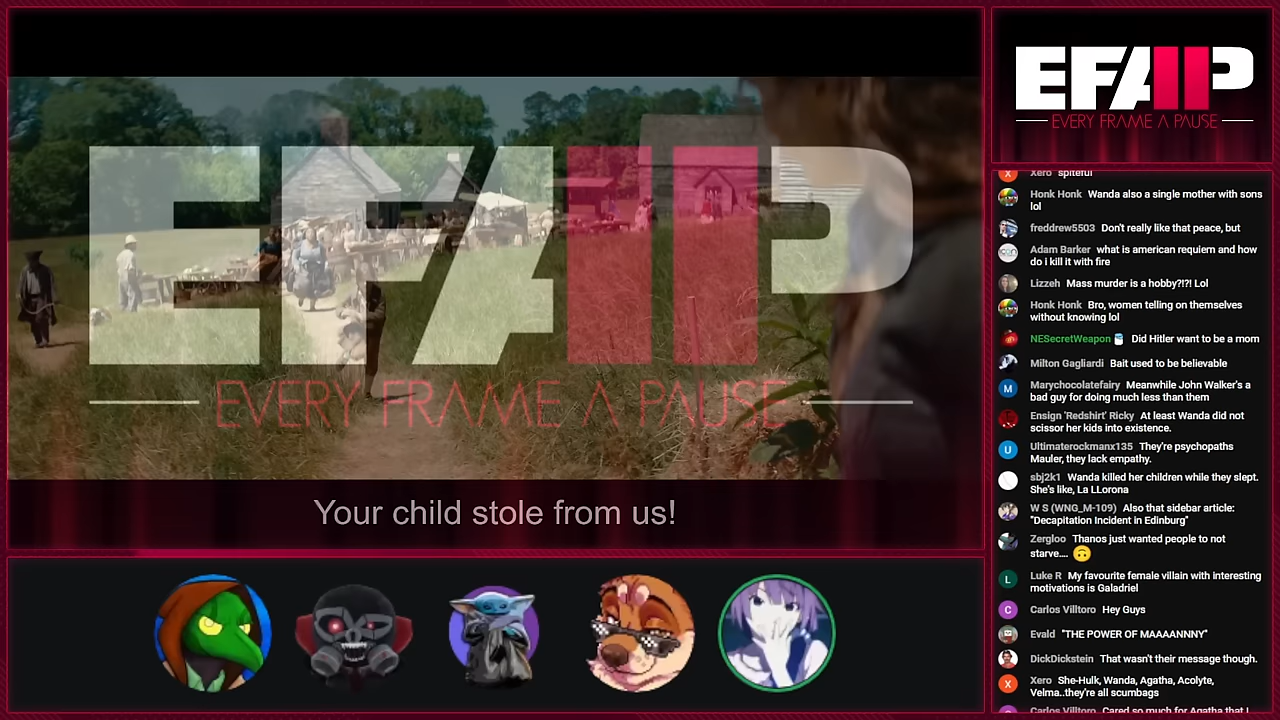 EFAP
EVERY FRAME A PAUSE
Your child stole from us!
EFAP
EVERY FRAME A PAUSE
Xero spiteful
Honk Honk Wanda also a single mother with sons
lol
freddrew5503 Don't really like that peace, but
Adam Barker what is american requiem and how
do i kill it with fire
Lizzeh Mass murder is a hobby?!?! Lol
Honk Honk Bro, women telling on themselves
without knowing lol
NESecretWeapon Did Hitler want to be a mom
Milton Gagliardi Bait used to be believable
Marychocolatefairy Meanwhile John Walker's a
bad guy for doing much less than them
Ensign 'Redshirt' Ricky At least Wanda did not
scissor her kids into existence.
Ultimaterockmanx135 They're psychopaths
Mauler, they lack empathy.
sbj2k1 Wanda killed her children while they slept.
She's like, La LLorona
W S (WNG_M-109) Also that sidebar article:
"Decapitation Incident in Edinburg"
Zergloo Thanos just wanted people to not
starve....
Luke R My favourite female villain with interesting
motivations is Galadriel
Carlos Villtoro Hey Guys
Evald "THE POWER OF MAAAANNNY"
DickDickstein That wasn't their message though.
Xero She-Hulk, Wanda, Agatha, Acolyte,
Velma..they're all scumbags
Carlos Villtoro Cared so much for Agatha that I